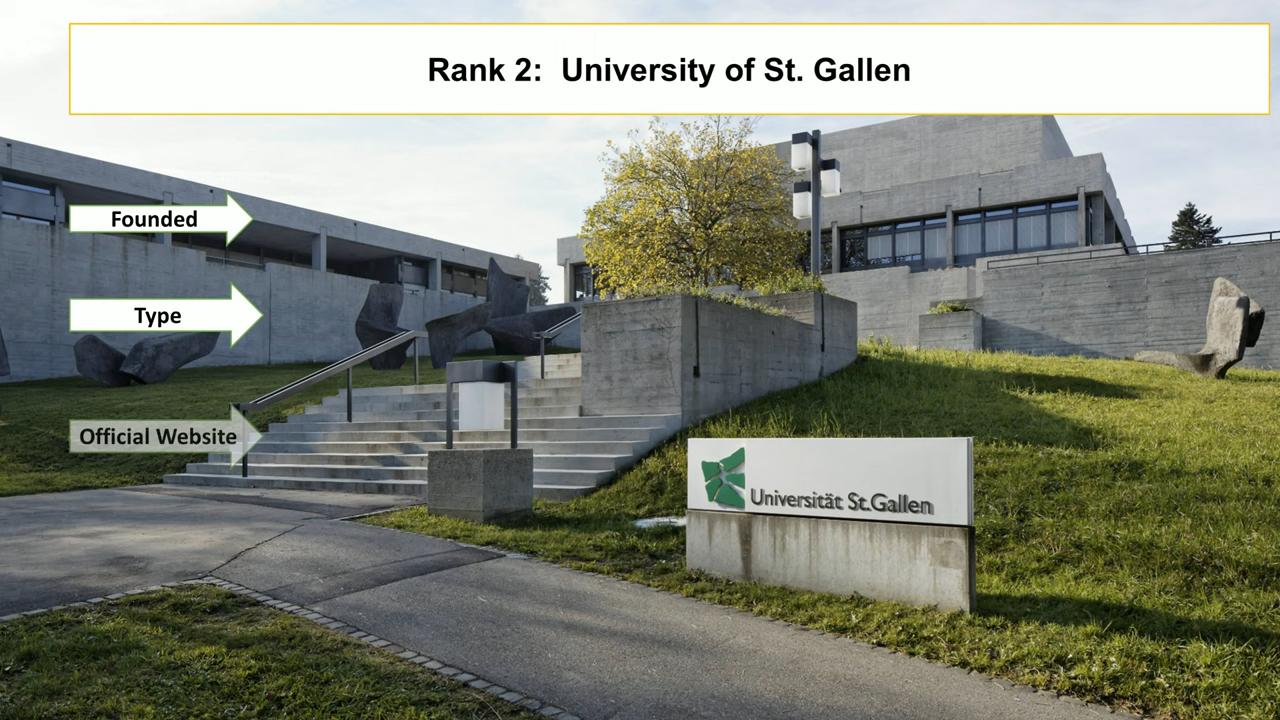 Rank 2:  University of St. Gallen
Founded
Type
Official Website
Universität St.Gallen